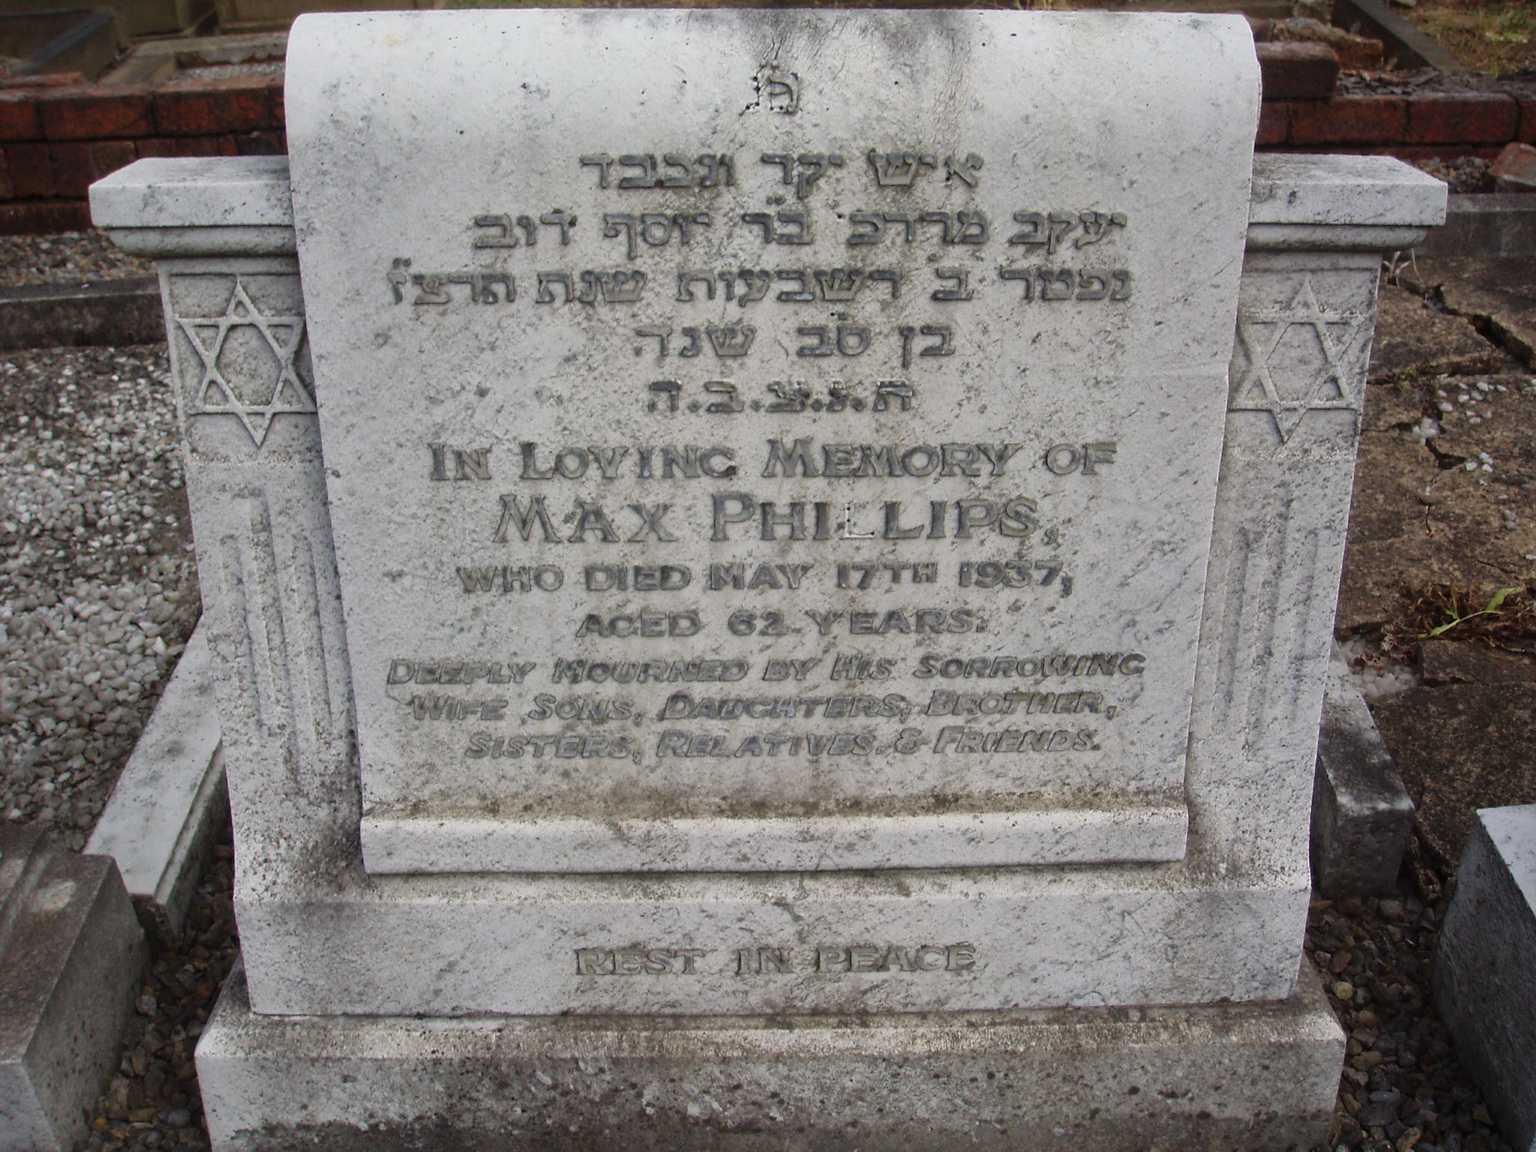 איש יקר ונכבד
יעקב מרדכי ב״ר יוסף דוב
נפטר ב דשבעות שנת הרצ״ז
בן סב שנה
ת.נ.צ.ב.ה
IN LOVING MEMORY OF
MAX PHILLIPS,
WHO DIED MAY 17TH 1937,
AGED 62 YEARS.
DEEPLY MOURNED BY HIS SORROWING
WIFE SONS, DAUGHTERS, BROTHER,
SISTERS, RELATIVES. & FRIENDS.
REST IN PEACE